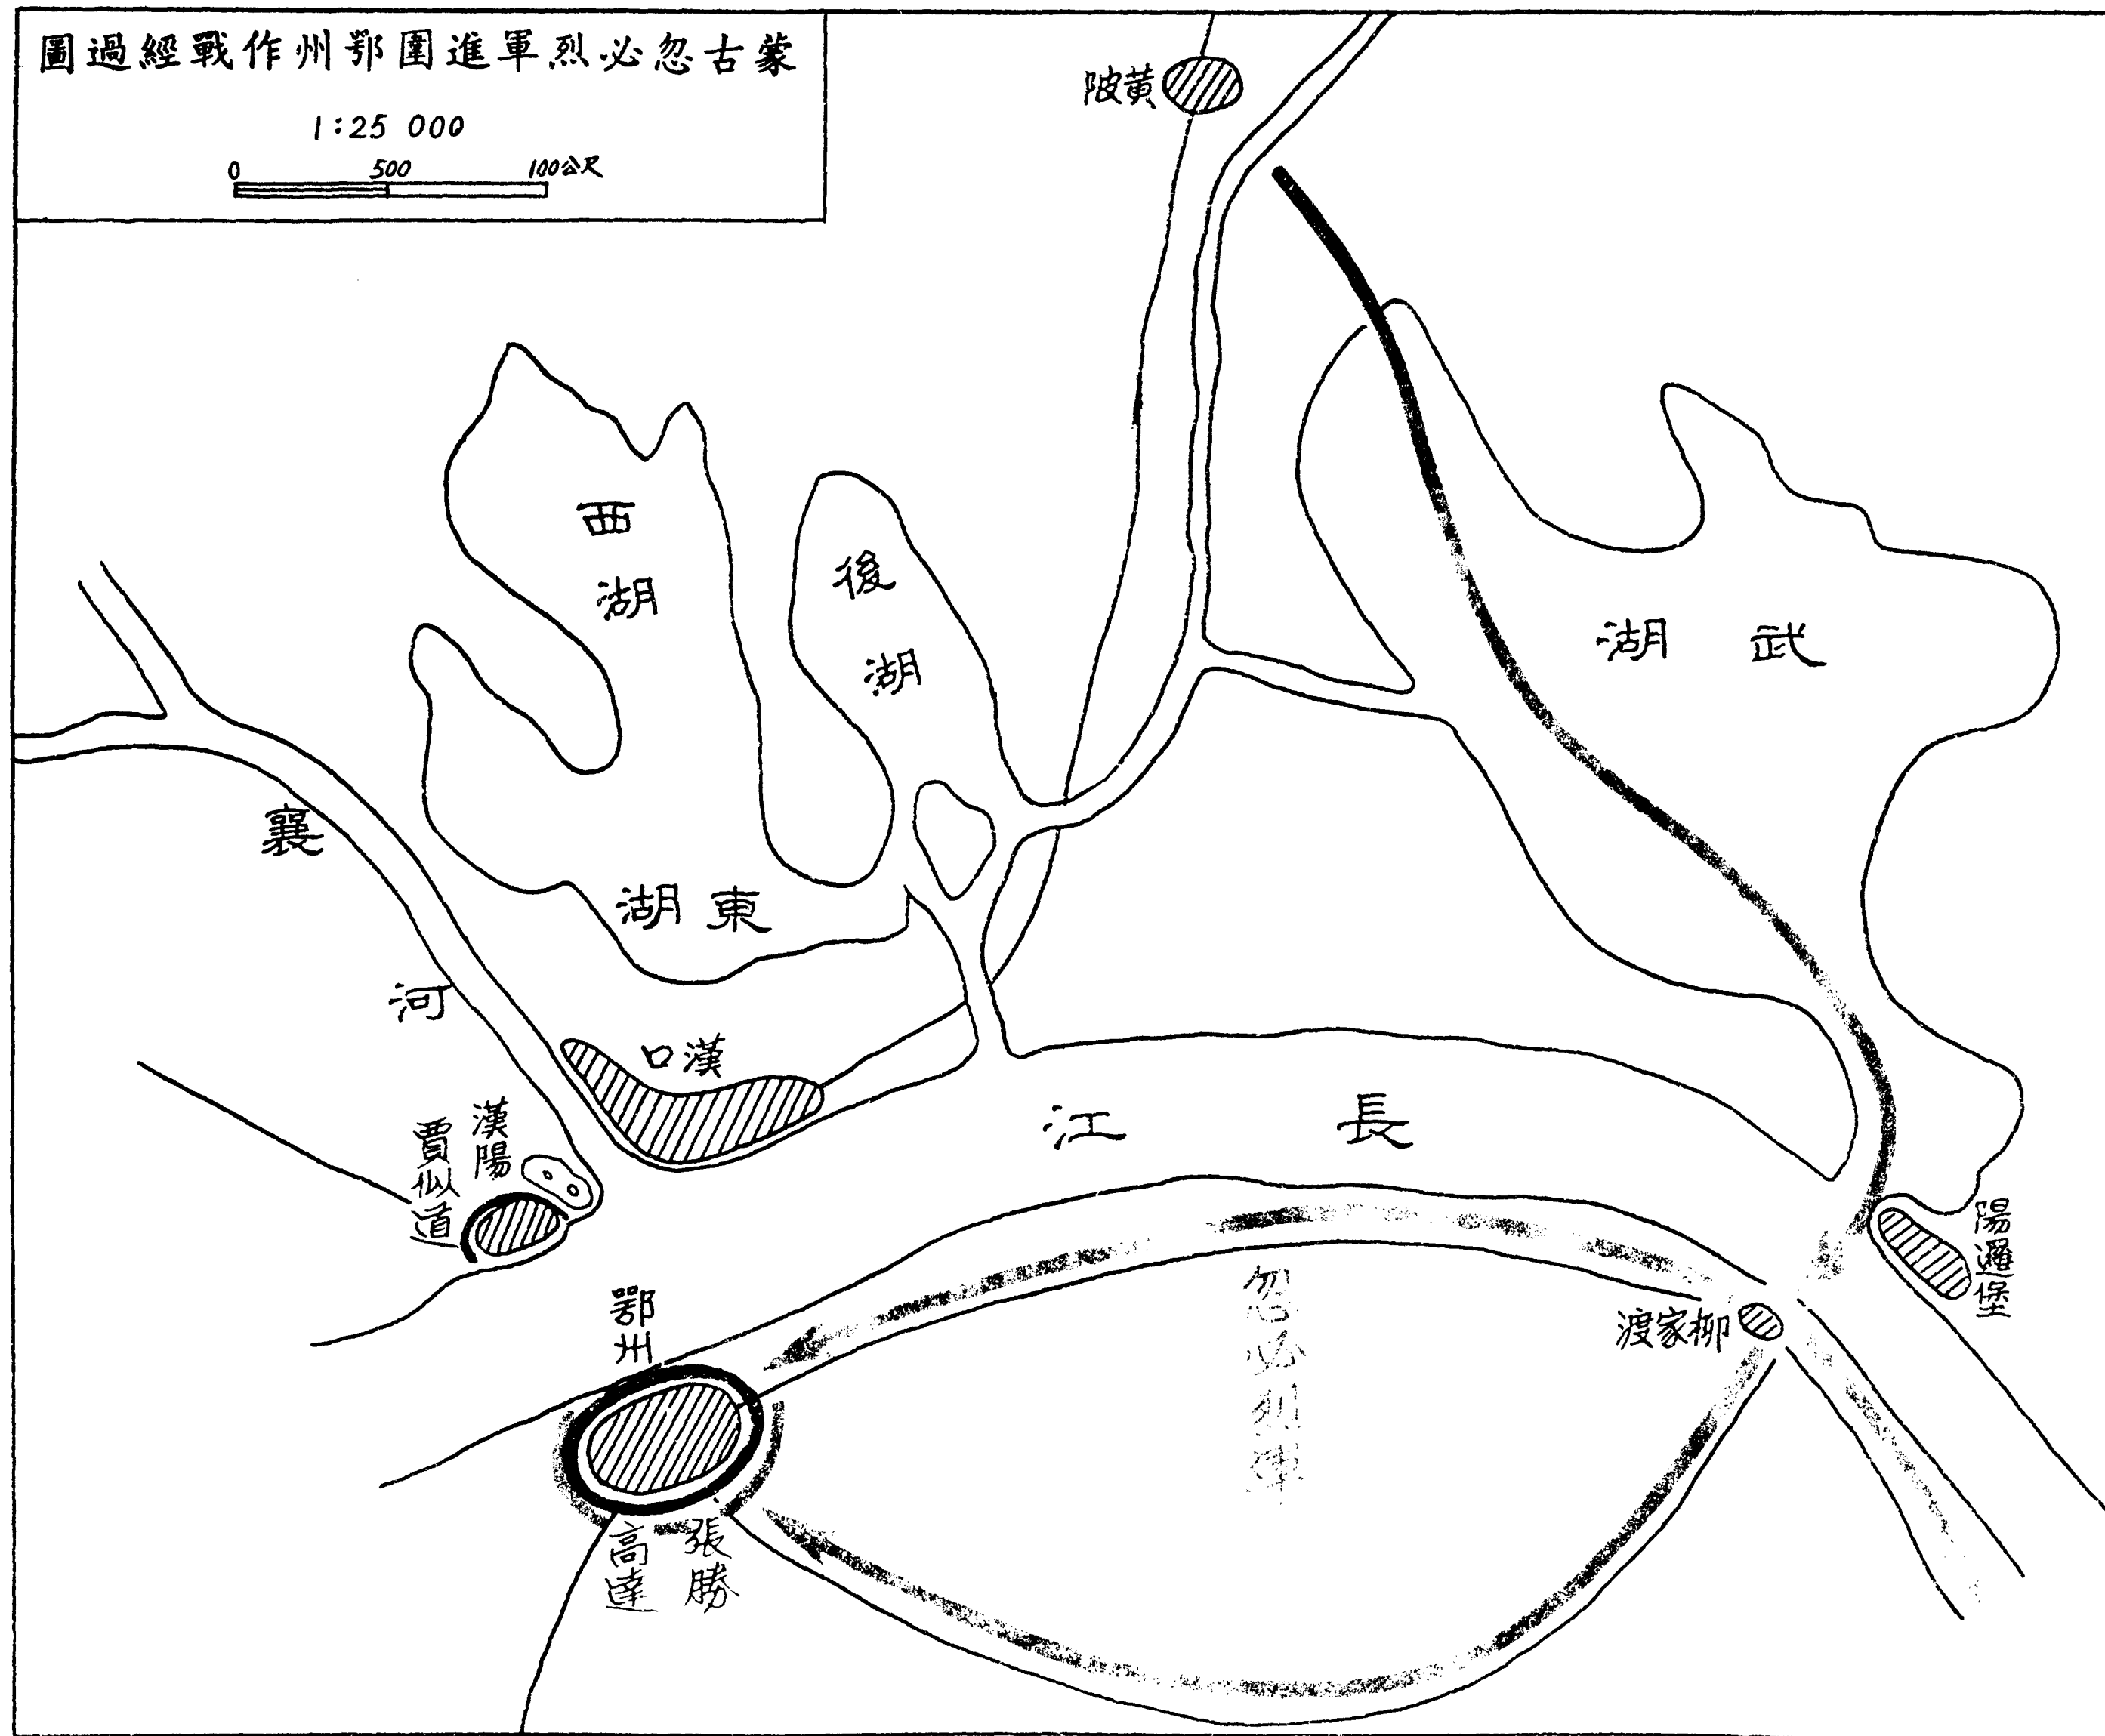 蒙古忽必烈軍進圍鄂州作戰經過圖
1:25 000
0 500 100公尺
黃陂
西湖
後湖
武湖
東湖
襄河
漢口
長江
漢陽
賈似道
陽邏堡
鄂州
忽必烈軍
柳家渡
張勝
高達